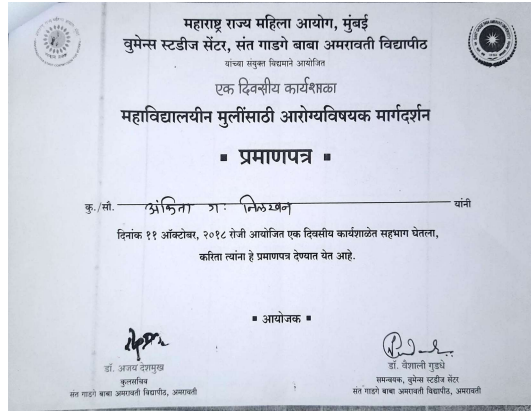 महाराष्ट्र राज्य महिला आयोग, मुंबई
वुमेन्स स्टडीज सेंटर, संत गाडगे बाबा अमरावती विद्यापीठ
यांच्या संयुक्त विद्यमाने आयोजित
एक दिवसीय कार्यशाळा
महाविद्यालयीन मुलींसाठी आरोग्यविषयक मार्गदर्शन
▪ प्रमाणपत्र ▪
कु./सौ. अंकिता ग. यांनी
दिनांक ११ ऑक्टोबर, २०१८ रोजी आयोजित एक दिवसीय कार्यशाळेत सहभाग घेतला,
करिता त्यांना हे प्रमाणपत्र देण्यात येत आहे.
▪ आयोजक ▪
डॉ. अजय देशमुख
कुलसचिव
संत गाडगे बाबा अमरावती विद्यापीठ, अमरावती
डॉ. वैशाली गुडधे
समन्वयक, वुमेन्स स्टडीज सेंटर
संत गाडगे बाबा अमरावती विद्यापीठ, अमरावती